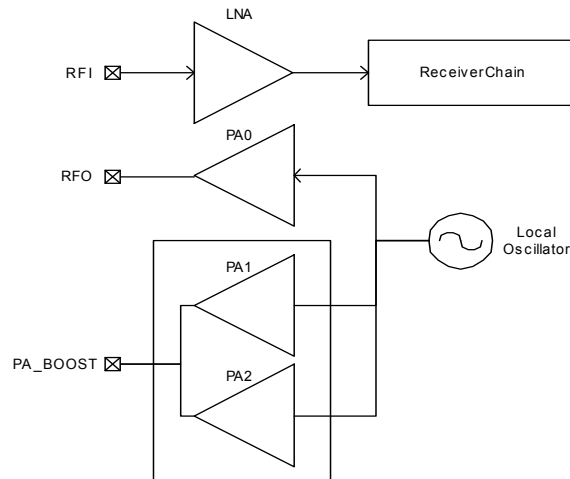 LNA
RFI
ReceiverChain
PA0
RFO
Local
Oscillator
PA1
PA_BOOST
PA2